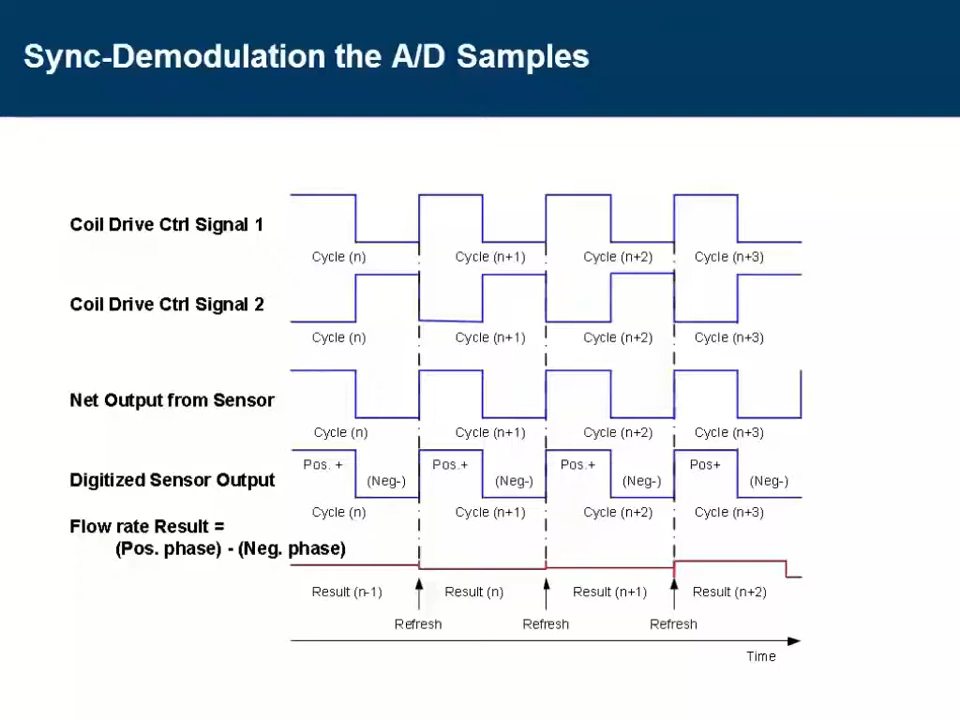 Sync-Demodulation the A/D Samples
Coil Drive Ctrl Signal 1
Cycle (n) Cycle (n+1) Cycle (n+2) Cycle (n+3)
Coil Drive Ctrl Signal 2
Cycle (n) Cycle (n+1) Cycle (n+2) Cycle (n+3)
Net Output from Sensor
Cycle (n) Cycle (n+1) Cycle (n+2) Cycle (n+3)
Pos. + Pos.+ Pos.+ Pos+
Digitized Sensor Output (Neg-) (Neg-) (Neg-) (Neg-)
Cycle (n) Cycle (n+1) Cycle (n+2) Cycle (n+3)
Flow rate Result =
(Pos. phase) - (Neg. phase)
Result (n-1) Result (n) Result (n+1) Result (n+2)
Refresh Refresh Refresh
Time